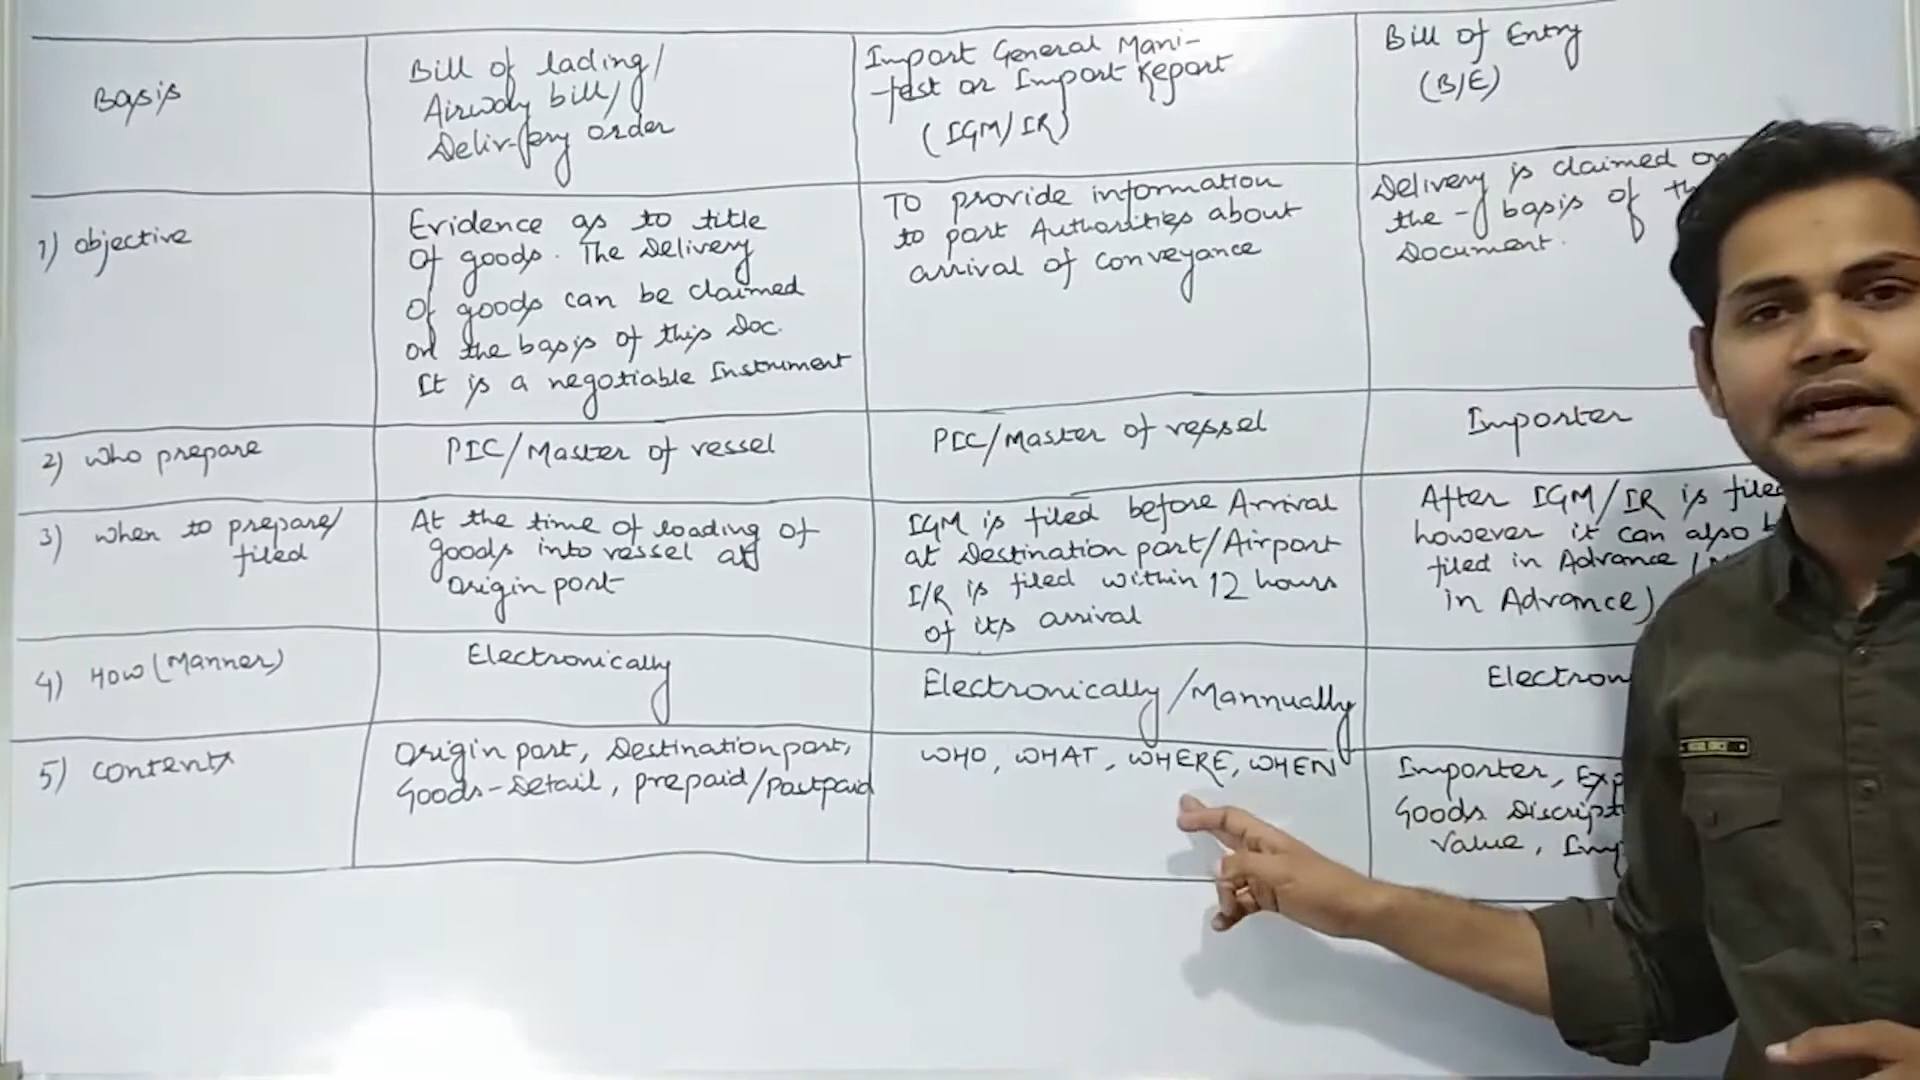 Basis
Bill of lading/
Airway bill/
Delivery order
Import General Mani-
-fest or Import Report
(IGM/IR)
Bill of Entry
(B/E)
1) objective
Evidence as to title
Of goods. The Delivery
Of goods can be claimed
on the basis of this Doc.
It is a negotiable Instrument
To provide information
to port Authorities about
arrival of conveyance
Delivery is claimed on
the basis of
Document.
2) who prepare
PIC/Master of vessel
PIC/Master of vessel
Importer
3) when to prepare/
filed
At the time of loading of
goods into vessel at
origin port
IGM is filed before Arrival
at Destination port/Airport
I/R is filed within 12 hours
of its arrival
After IGM/IR is filed
however it can also
filed in Advance
in Advance)
4) How (Manner)
Electronically
Electronically/Mannually
5) contents
Origin port, Destination port,
Goods-Detail, prepaid/Postpaid
WHO, WHAT, WHERE, WHEN
Importer,
Goods
Value,